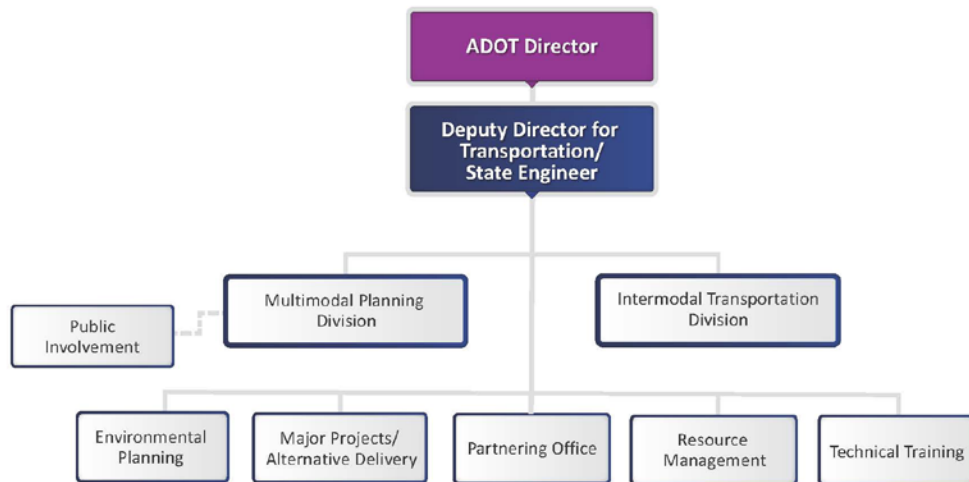 ADOT Director
Deputy Director for
Transportation/
State Engineer
Multimodal Planning
Division
Intermodal Transportation
Division
Public
Involvement
Environmental
Planning
Major Projects/
Alternative Delivery
Partnering Office
Resource
Management
Technical Training